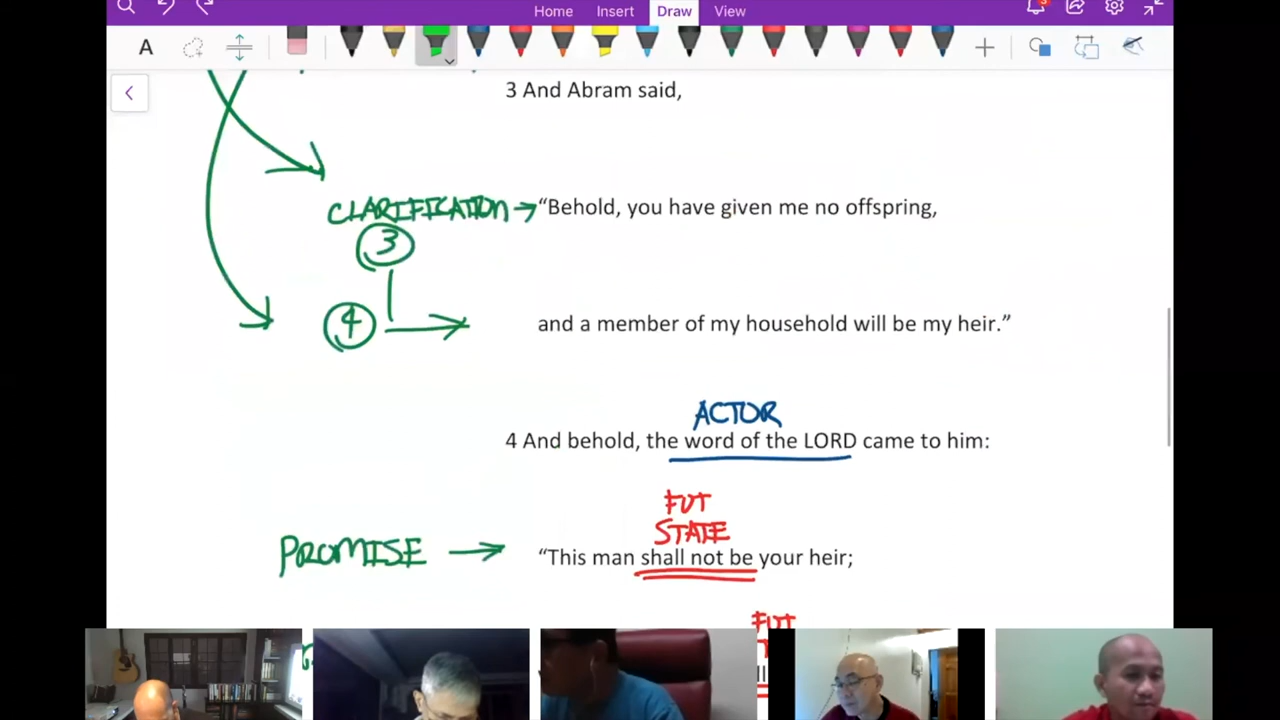 Home Insert Draw View
A
3 And Abram said,
CLARIFICATION → “Behold, you have given me no offspring,
3
4 → and a member of my household will be my heir.”
ACTOR
4 And behold, the word of the LORD came to him:
FUT
STATE
PROMISE → “This man shall not be your heir;
FUT